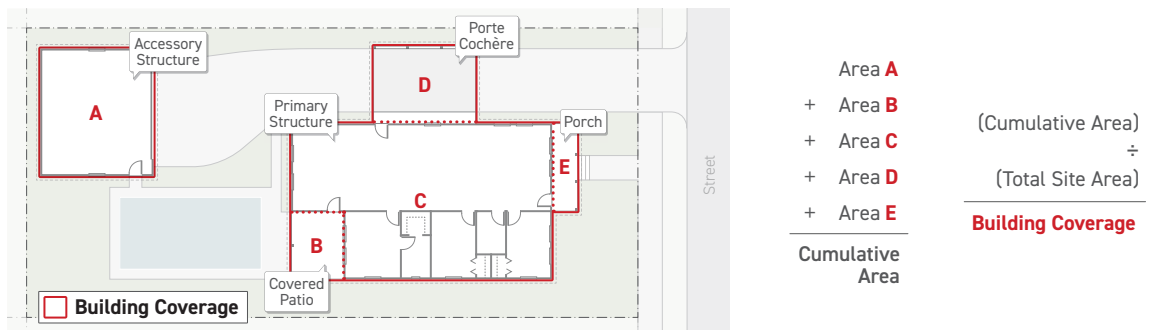 Accessory
Structure
Porte
Cochère
A
D
Primary
Structure
Porch
E
C
B
Covered
Patio
Building Coverage
Street
Area A
+ Area B
+ Area C
+ Area D
+ Area E
Cumulative
Area
(Cumulative Area)
÷
(Total Site Area)
Building Coverage